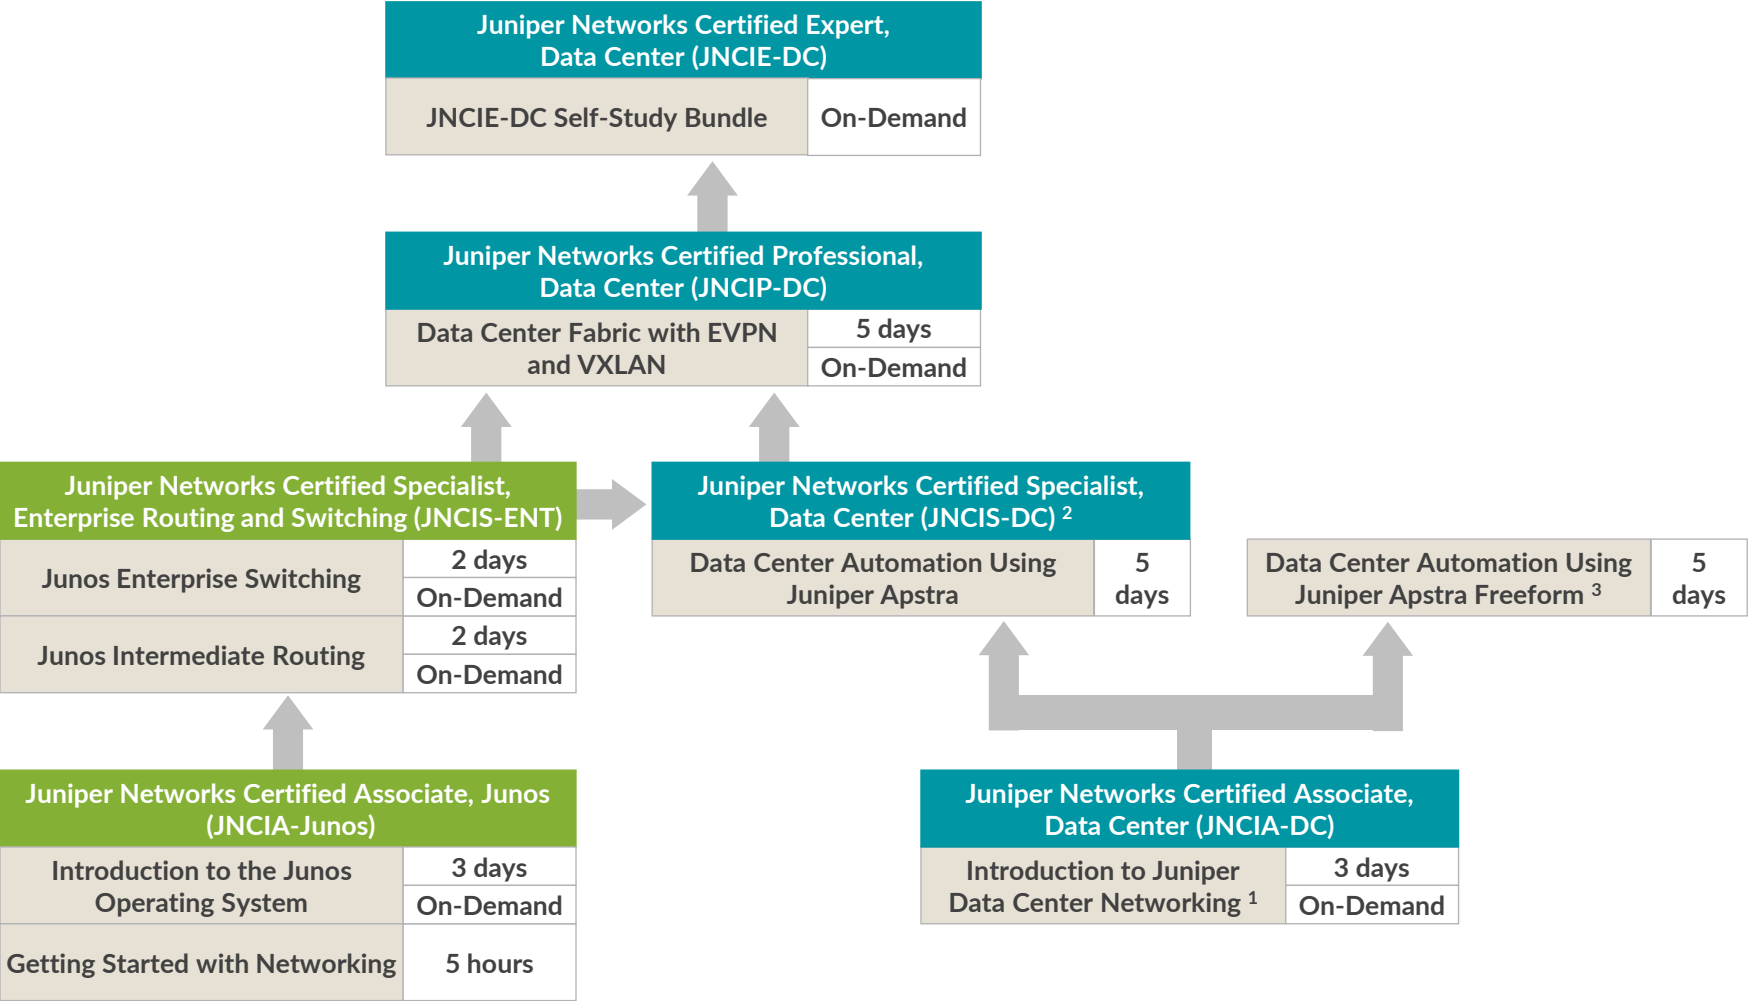 Juniper Networks Certified Expert,
Data Center (JNCIE-DC)
JNCIE-DC Self-Study Bundle
On-Demand
Juniper Networks Certified Professional,
Data Center (JNCIP-DC)
Data Center Fabric with EVPN
and VXLAN
5 days
On-Demand
Juniper Networks Certified Specialist,
Enterprise Routing and Switching (JNCIS-ENT)
Junos Enterprise Switching
2 days
On-Demand
Junos Intermediate Routing
2 days
On-Demand
Juniper Networks Certified Specialist,
Data Center (JNCIS-DC) 2
Data Center Automation Using
Juniper Apstra
5
days
Data Center Automation Using
Juniper Apstra Freeform 3
5
days
Juniper Networks Certified Associate, Junos
(JNCIA-Junos)
Introduction to the Junos
Operating System
3 days
On-Demand
Getting Started with Networking
5 hours
Juniper Networks Certified Associate,
Data Center (JNCIA-DC)
Introduction to Juniper
Data Center Networking 1
3 days
On-Demand